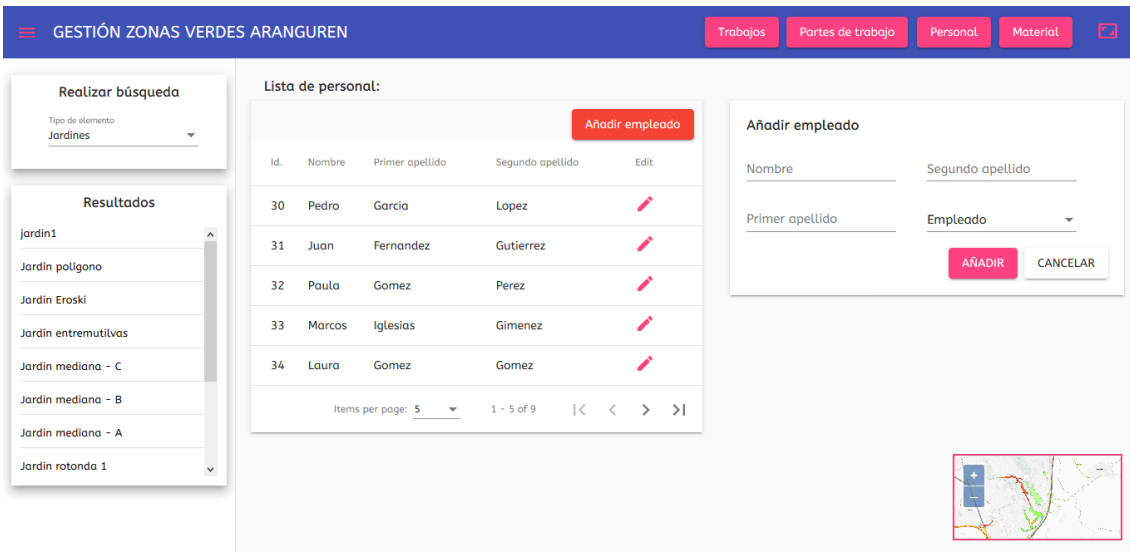 GESTIÓN ZONAS VERDES ARANGUREN
Trabajos Partes de trabajo Personal Material
Realizar búsqueda
Tipo de elemento
Jardines
Resultados
jardin1
Jardín polígono
Jardin Eroski
Jardín entremutilvas
Jardin mediana - C
Jardin mediana - B
Jardin mediana - A
Jardin rotonda 1
Lista de personal:
Añadir empleado
Id. Nombre Primer apellido Segundo apellido Edit
30 Pedro Garcia Lopez
31 Juan Fernandez Gutierrez
32 Paula Gomez Perez
33 Marcos Iglesias Gimenez
34 Laura Gomez Gomez
Items per page: 5 1 - 5 of 9
Añadir empleado
Nombre Segundo apellido
Primer apellido Empleado
AÑADIR CANCELAR
+
−